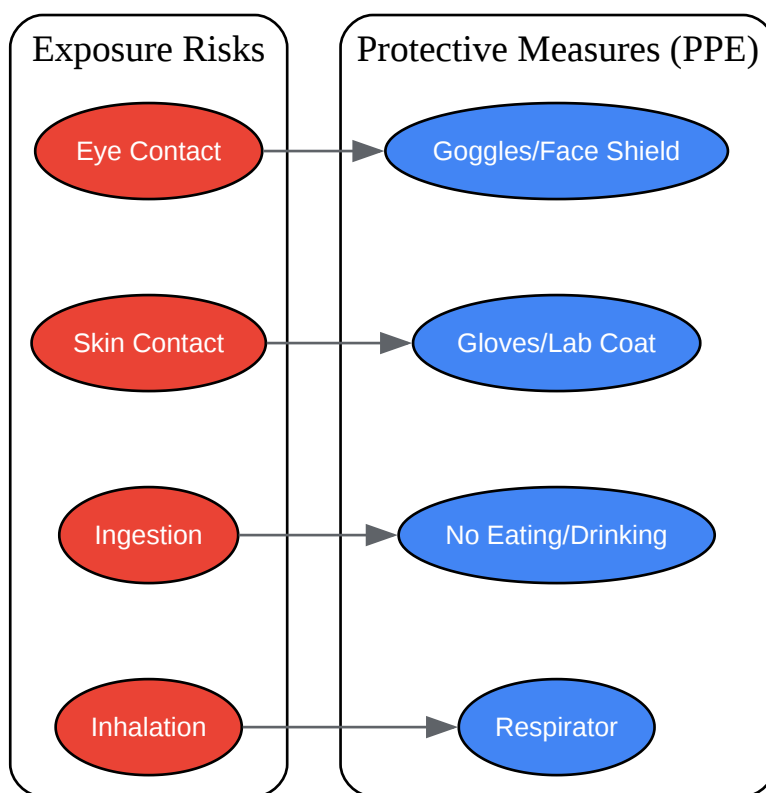 Exposure Risks
Protective Measures (PPE)
Eye Contact
Goggles/Face Shield
Skin Contact
Gloves/Lab Coat
Ingestion
No Eating/Drinking
Inhalation
Respirator